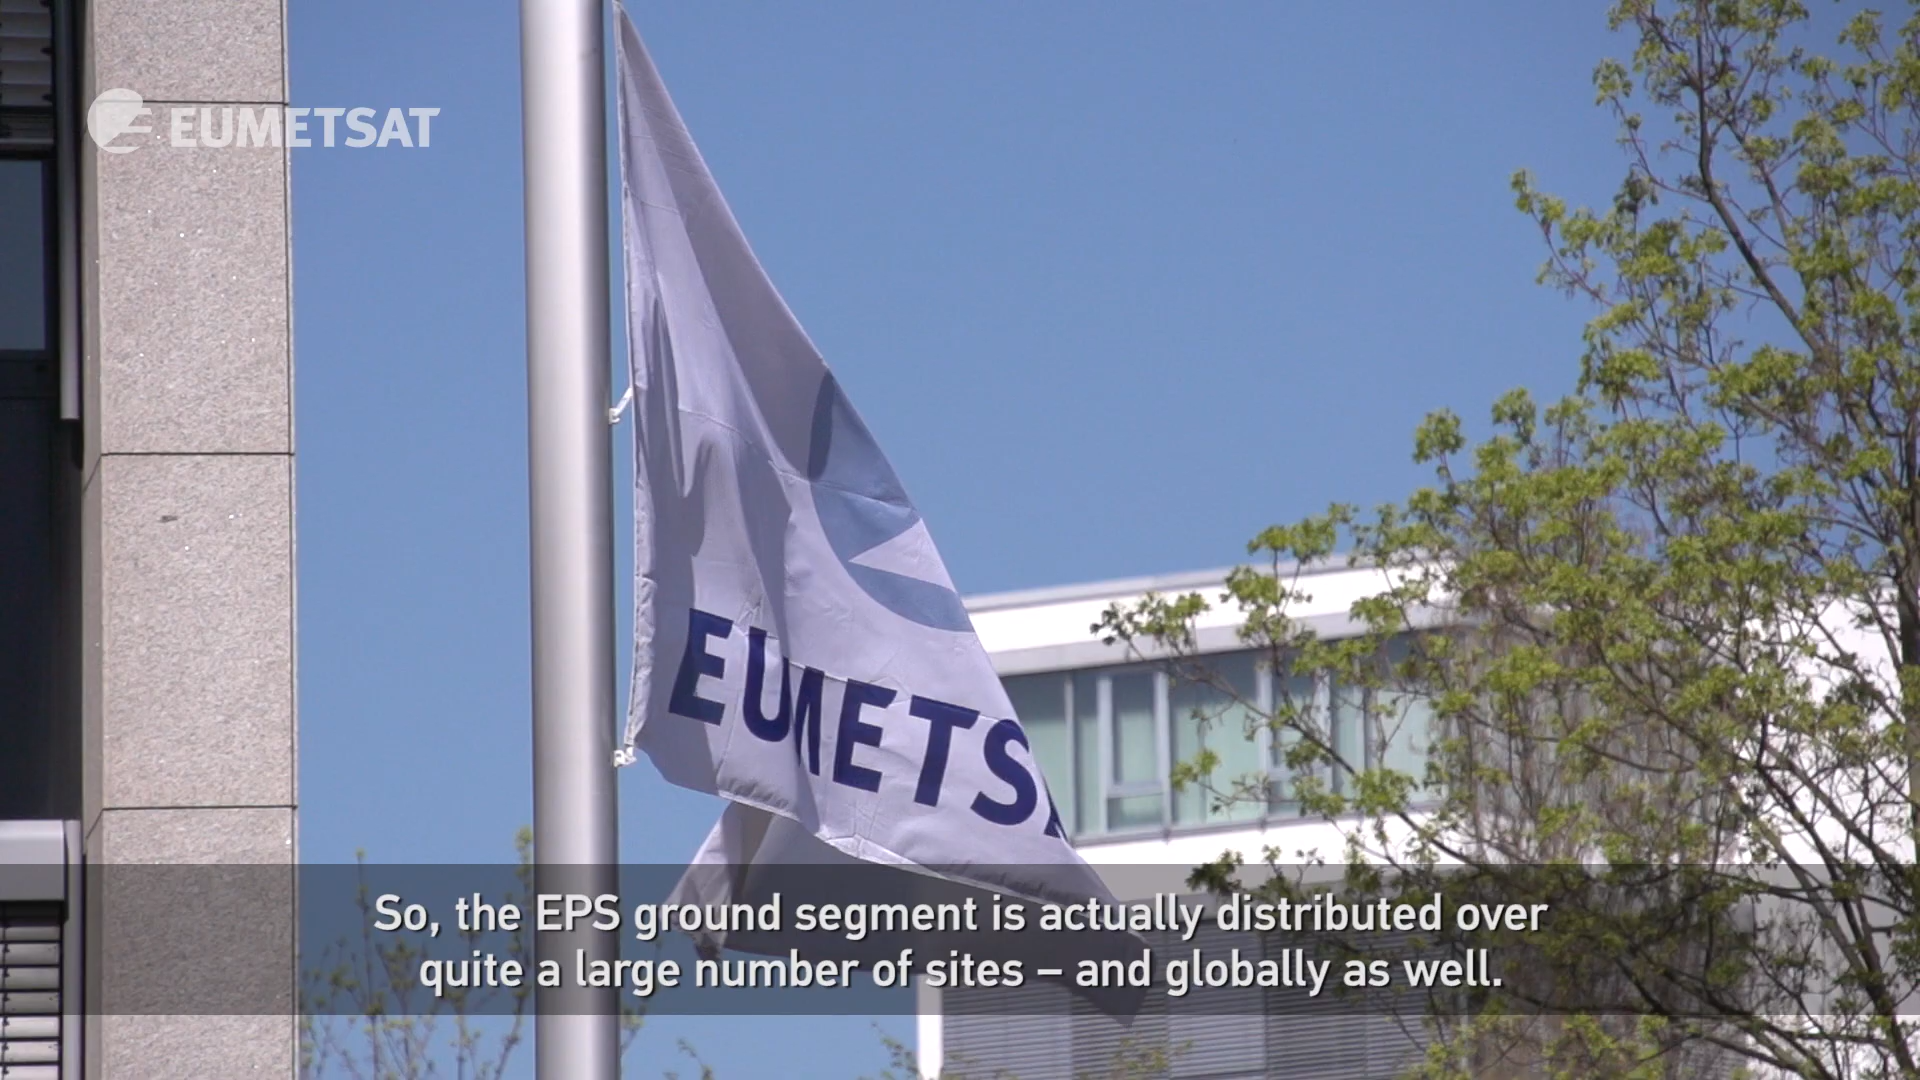 EUMETSAT
EUMETSA
So, the EPS ground segment is actually distributed over
quite a large number of sites – and globally as well.